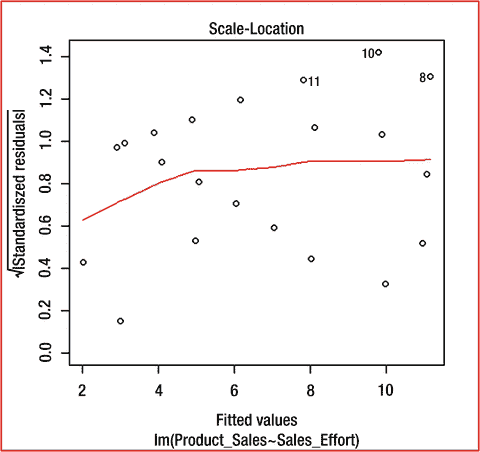 Scale-Location
1.4
1.2
1.0
0.8
0.6
0.4
0.2
0.0
√|Standardiszed residuals|
10
8
11
2 4 6 8 10
Fitted values
lm(Product_Sales~Sales_Effort)